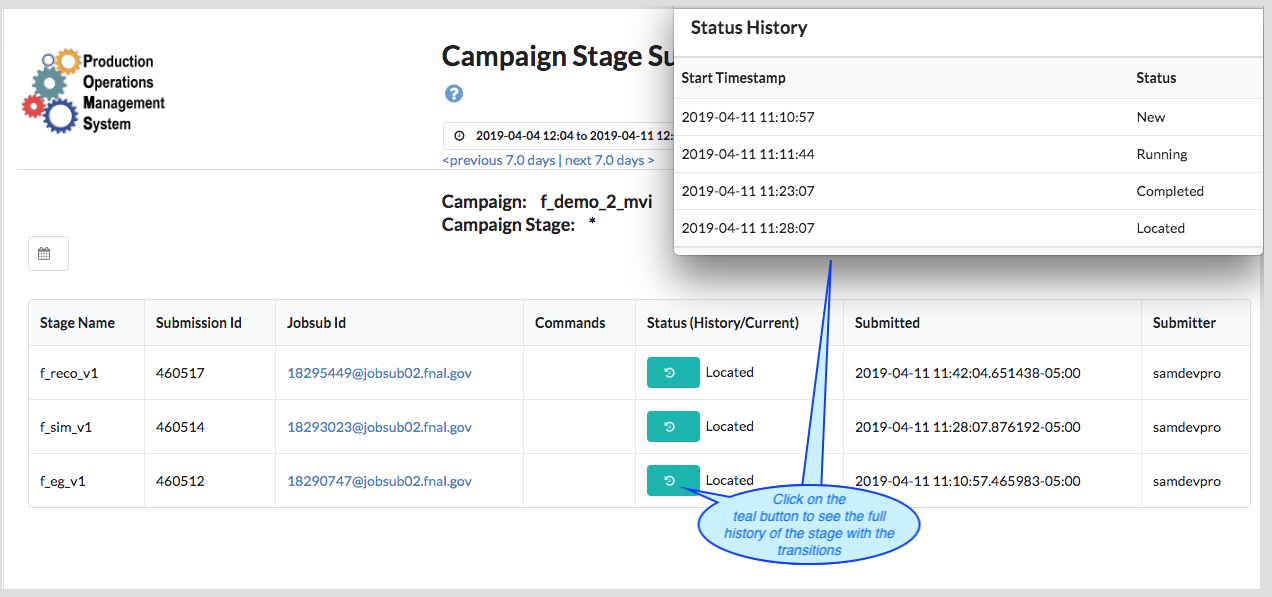 Production
Operations
Management
System
Campaign Stage Su
?
2019-04-04 12:04 to 2019-04-11 12:
<previous 7.0 days | next 7.0 days >
Campaign: f_demo_2_mvi
Campaign Stage: *
Status History
Start Timestamp Status
2019-04-11 11:10:57 New
2019-04-11 11:11:44 Running
2019-04-11 11:23:07 Completed
2019-04-11 11:28:07 Located
Stage Name Submission Id Jobsub Id Commands Status (History/Current) Submitted Submitter
f_reco_v1 460517 18295449@jobsub02.fnal.gov Located 2019-04-11 11:42:04.651438-05:00 samdevpro
f_sim_v1 460514 18293023@jobsub02.fnal.gov Located 2019-04-11 11:28:07.876192-05:00 samdevpro
f_eg_v1 460512 18290747@jobsub02.fnal.gov Located 2019-04-11 11:10:57.465983-05:00 samdevpro
Click on the
teal button to see the full
history of the stage with the
transitions